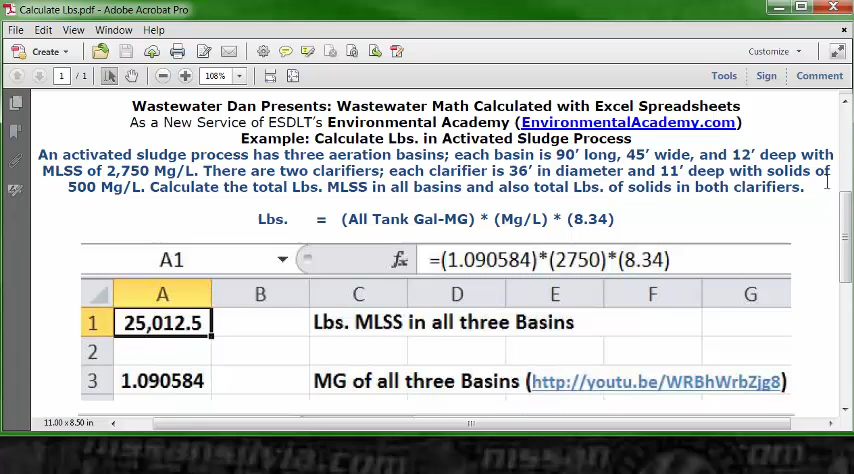 Calculate Lbs.pdf - Adobe Acrobat Pro
File Edit View Window Help
Create Customize
1 / 1 108% Tools Sign Comment
Wastewater Dan Presents: Wastewater Math Calculated with Excel Spreadsheets
As a New Service of ESDLT's Environmental Academy (EnvironmentalAcademy.com)
Example: Calculate Lbs. in Activated Sludge Process
An activated sludge process has three aeration basins; each basin is 90' long, 45' wide, and 12' deep with
MLSS of 2,750 Mg/L. There are two clarifiers; each clarifier is 36' in diameter and 11' deep with solids of
500 Mg/L. Calculate the total Lbs. MLSS in all basins and also total Lbs. of solids in both clarifiers.
Lbs. = (All Tank Gal-MG) * (Mg/L) * (8.34)
A1 fx =(1.090584)*(2750)*(8.34)
A B C D E F G
1 25,012.5 Lbs. MLSS in all three Basins
2
3 1.090584 MG of all three Basins (http://youtu.be/WRBhWrbZjg8)
11.00 x 8.50 in